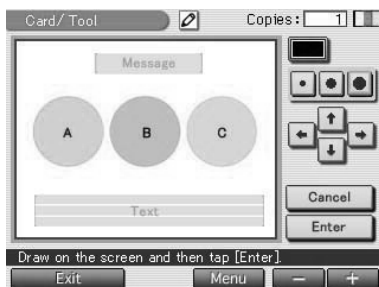 Card/Tool Copies: 1
Message
A B C
Text
Cancel
Enter
Draw on the screen and then tap [Enter].
Exit Menu − +